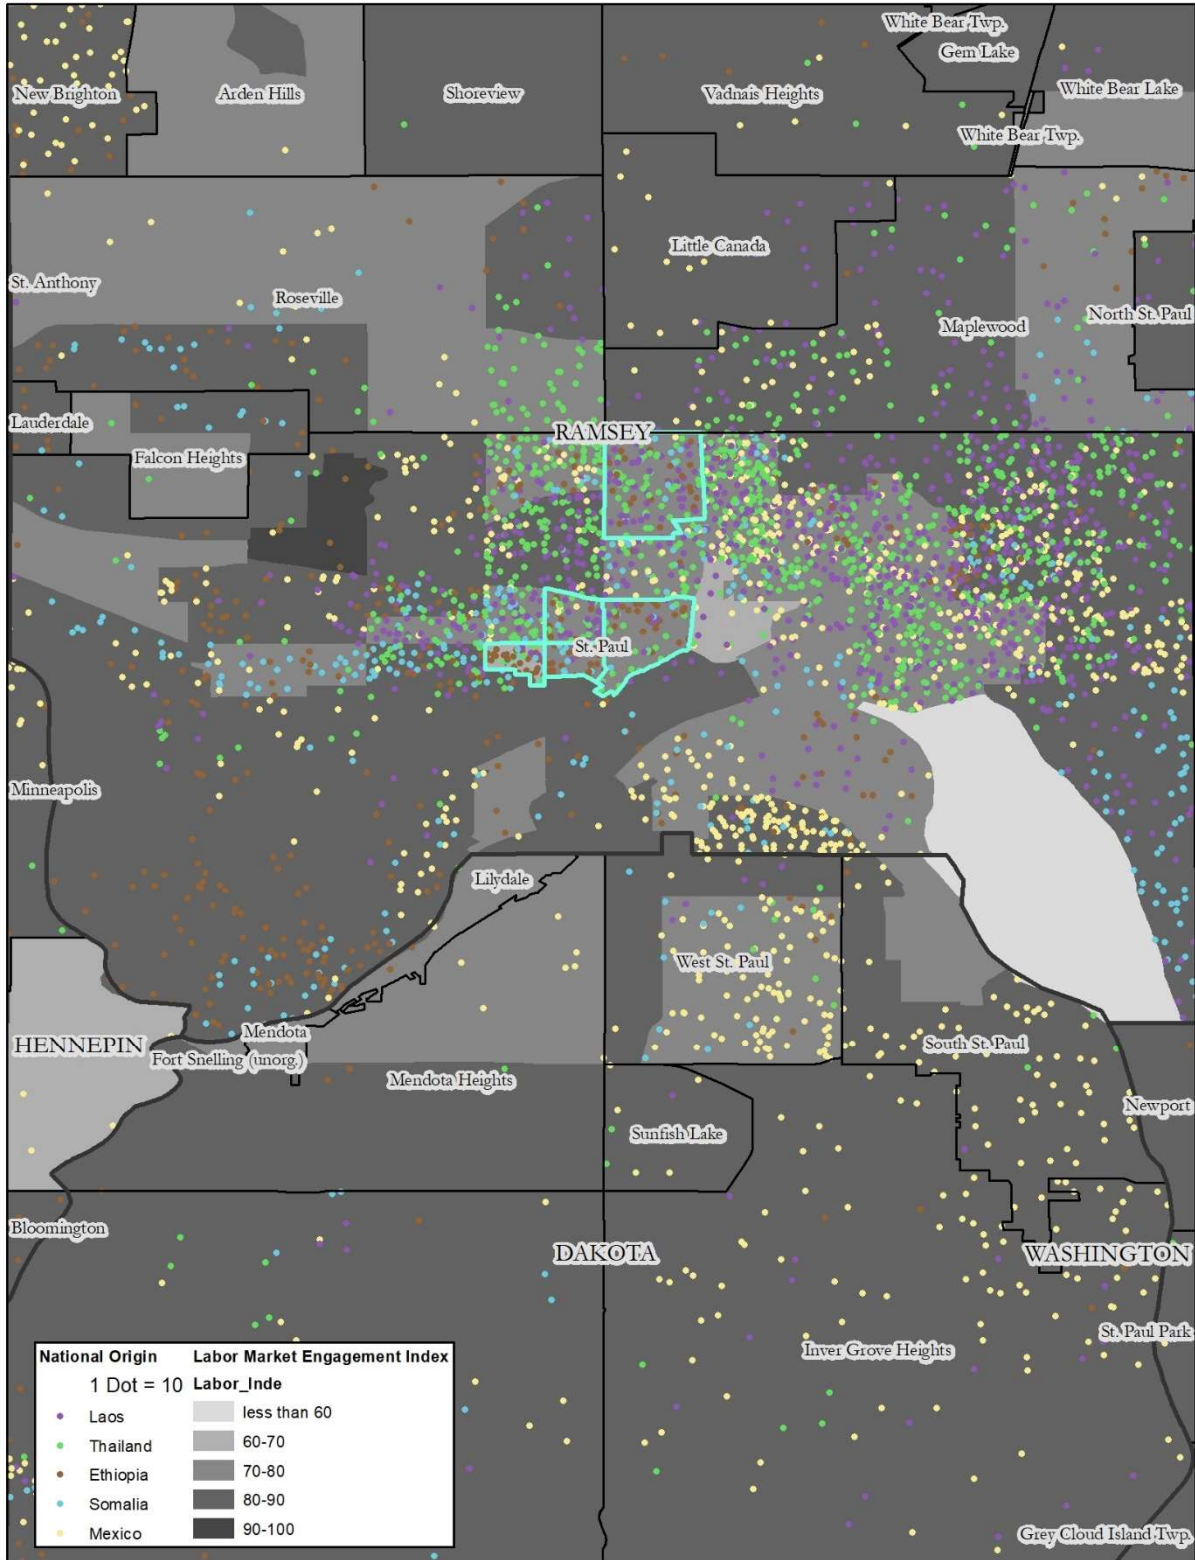 White Bear Twp.
Gem Lake
New Brighton
Arden Hills
Shoreview
Vadnais Heights
White Bear Lake
White Bear Twp.
Little Canada
St. Anthony
Roseville
North St. Paul
Maplewood
Lauderdale
RAMSEY
Falcon Heights
St. Paul
Minneapolis
Lilydale
West St. Paul
Mendota
HENNEPIN
South St. Paul
Fort Snelling (unorg.)
Mendota Heights
Newport
Sunfish Lake
Bloomington
DAKOTA
WASHINGTON
St. Paul Park
Inver Grove Heights
National Origin Labor Market Engagement Index
1 Dot = 10 Labor_Inde
Laos less than 60
Thailand 60-70
Ethiopia 70-80
Somalia 80-90
Mexico 90-100
Grey Cloud Island Twp.